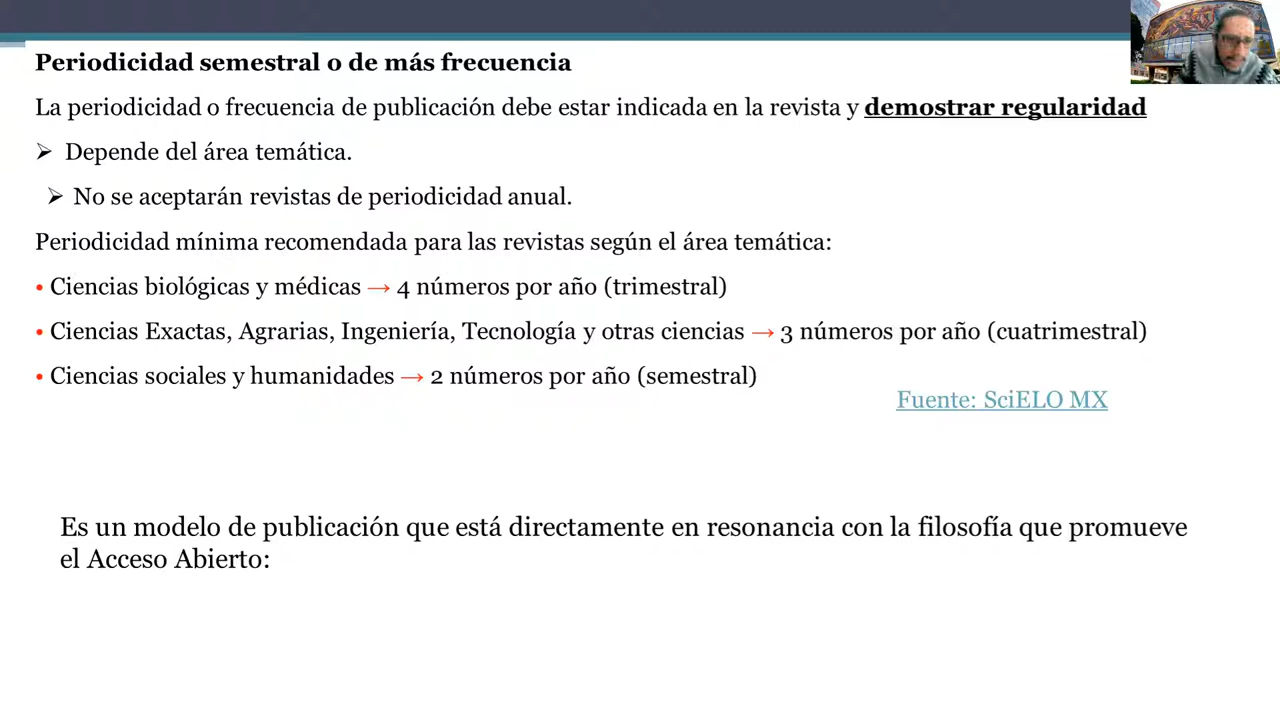 Periodicidad semestral o de más frecuencia
La periodicidad o frecuencia de publicación debe estar indicada en la revista y demostrar regularidad
➢ Depende del área temática.
➢ No se aceptarán revistas de periodicidad anual.
Periodicidad mínima recomendada para las revistas según el área temática:
• Ciencias biológicas y médicas → 4 números por año (trimestral)
• Ciencias Exactas, Agrarias, Ingeniería, Tecnología y otras ciencias → 3 números por año (cuatrimestral)
• Ciencias sociales y humanidades → 2 números por año (semestral)
Fuente: SciELO MX
Es un modelo de publicación que está directamente en resonancia con la filosofía que promueve
el Acceso Abierto: